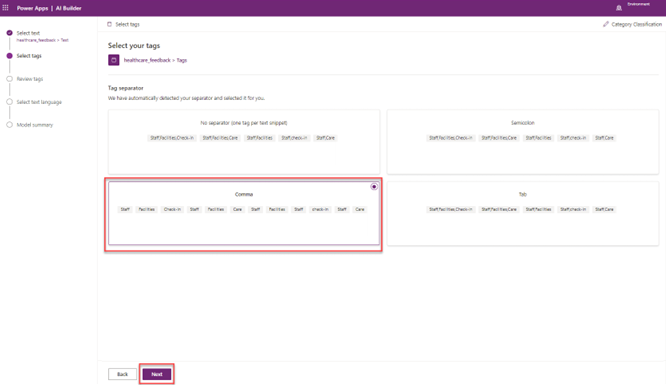 Power Apps | AI Builder
Environment
Select text
healthcare_feedback > Text
Select tags
Review tags
Select text language
Model summary
Select tags
Category Classification
Select your tags
healthcare_feedback > Tags
Tag separator
We have automatically detected your separator and selected it for you.
No separator (one tag per text snippet)
Staff,Facilities,Check-in Staff,Facilities,Care Staff,Facilities Staff,check-in Staff,Care
Semicolon
Staff,Facilities,Check-in Staff,Facilities,Care Staff,Facilities Staff,check-in Staff,Care
Comma
Staff Facilities Check-in Staff Facilities Care Staff Facilities Staff check-in Staff Care
Tab
Staff,Facilities,Check-in Staff,Facilities,Care Staff,Facilities Staff,check-in Staff,Care
Back Next